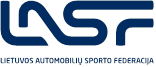 LASF
LIETUVOS AUTOMOBILIŲ SPORTO FEDERACIJA